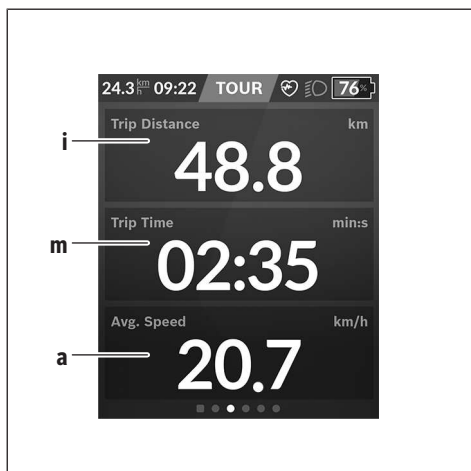 24.3 km/h 09:22 TOUR 76%
i
Trip Distance km
48.8
m
Trip Time min:s
02:35
a
Avg. Speed km/h
20.7